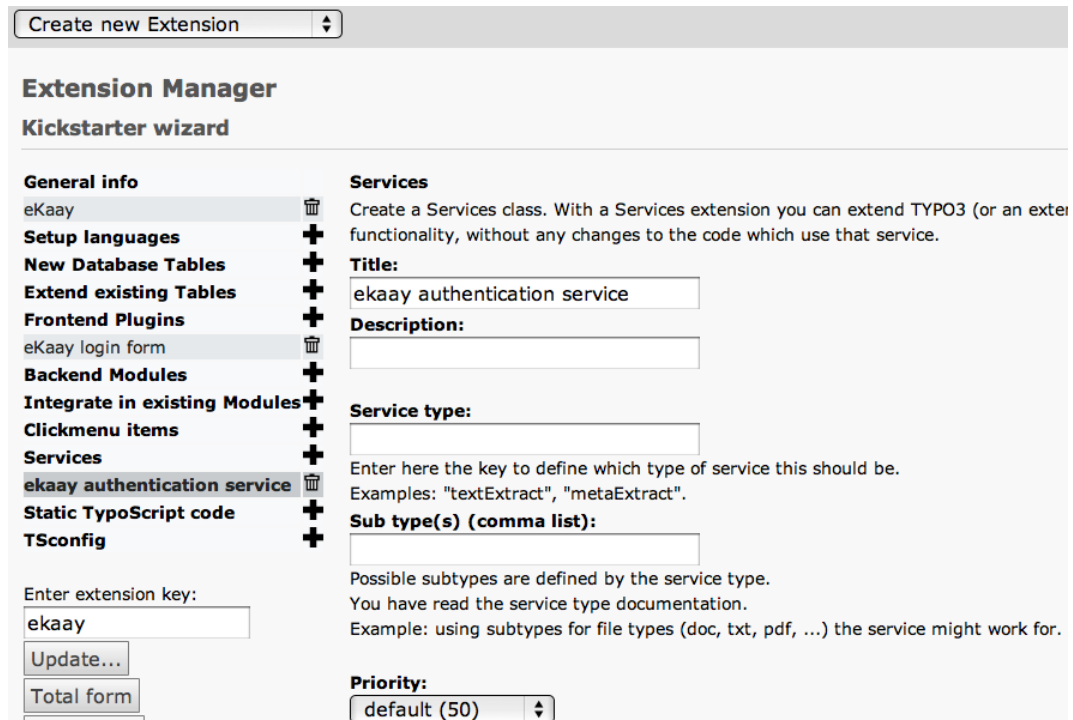 Create new Extension
Extension Manager
Kickstarter wizard
General info
eKaay
Setup languages
New Database Tables
Extend existing Tables
Frontend Plugins
eKaay login form
Backend Modules
Integrate in existing Modules
Clickmenu items
Services
ekaay authentication service
Static TypoScript code
TSconfig
Enter extension key:
ekaay
Update...
Total form
Services
Create a Services class. With a Services extension you can extend TYPO3 (or an exten
functionality, without any changes to the code which use that service.
Title:
ekaay authentication service
Description:
Service type:
Enter here the key to define which type of service this should be.
Examples: "textExtract", "metaExtract".
Sub type(s) (comma list):
Possible subtypes are defined by the service type.
You have read the service type documentation.
Example: using subtypes for file types (doc, txt, pdf, ...) the service might work for.
Priority:
default (50)